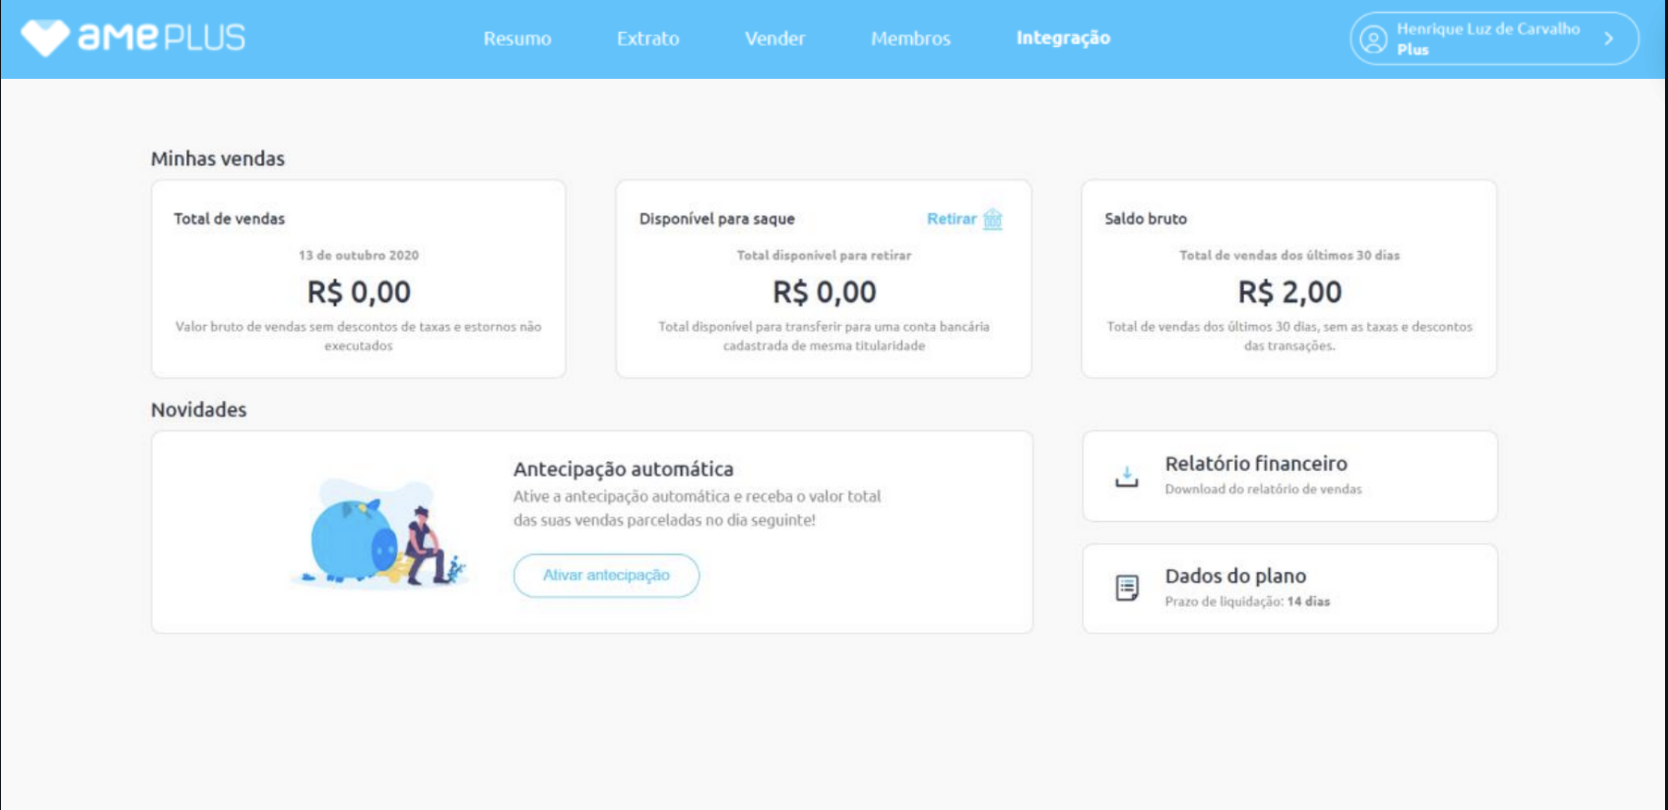 amePLUS
Resumo
Extrato
Vender
Membros
Integração
Henrique Luz de Carvalho
Plus
Minhas vendas
Total de vendas
13 de outubro 2020
R$ 0,00
Valor bruto de vendas sem descontos de taxas e estornos não
executados
Disponível para saque
Retirar
Total disponível para retirar
R$ 0,00
Total disponível para transferir para uma conta bancária
cadastrada de mesma titularidade
Saldo bruto
Total de vendas dos últimos 30 dias
R$ 2,00
Total de vendas dos últimos 30 dias, sem as taxas e descontos
das transações.
Novidades
Antecipação automática
Ative a antecipação automática e receba o valor total
das suas vendas parceladas no dia seguinte!
Ativar antecipação
Relatório financeiro
Download do relatório de vendas
Dados do plano
Prazo de liquidação: 14 dias